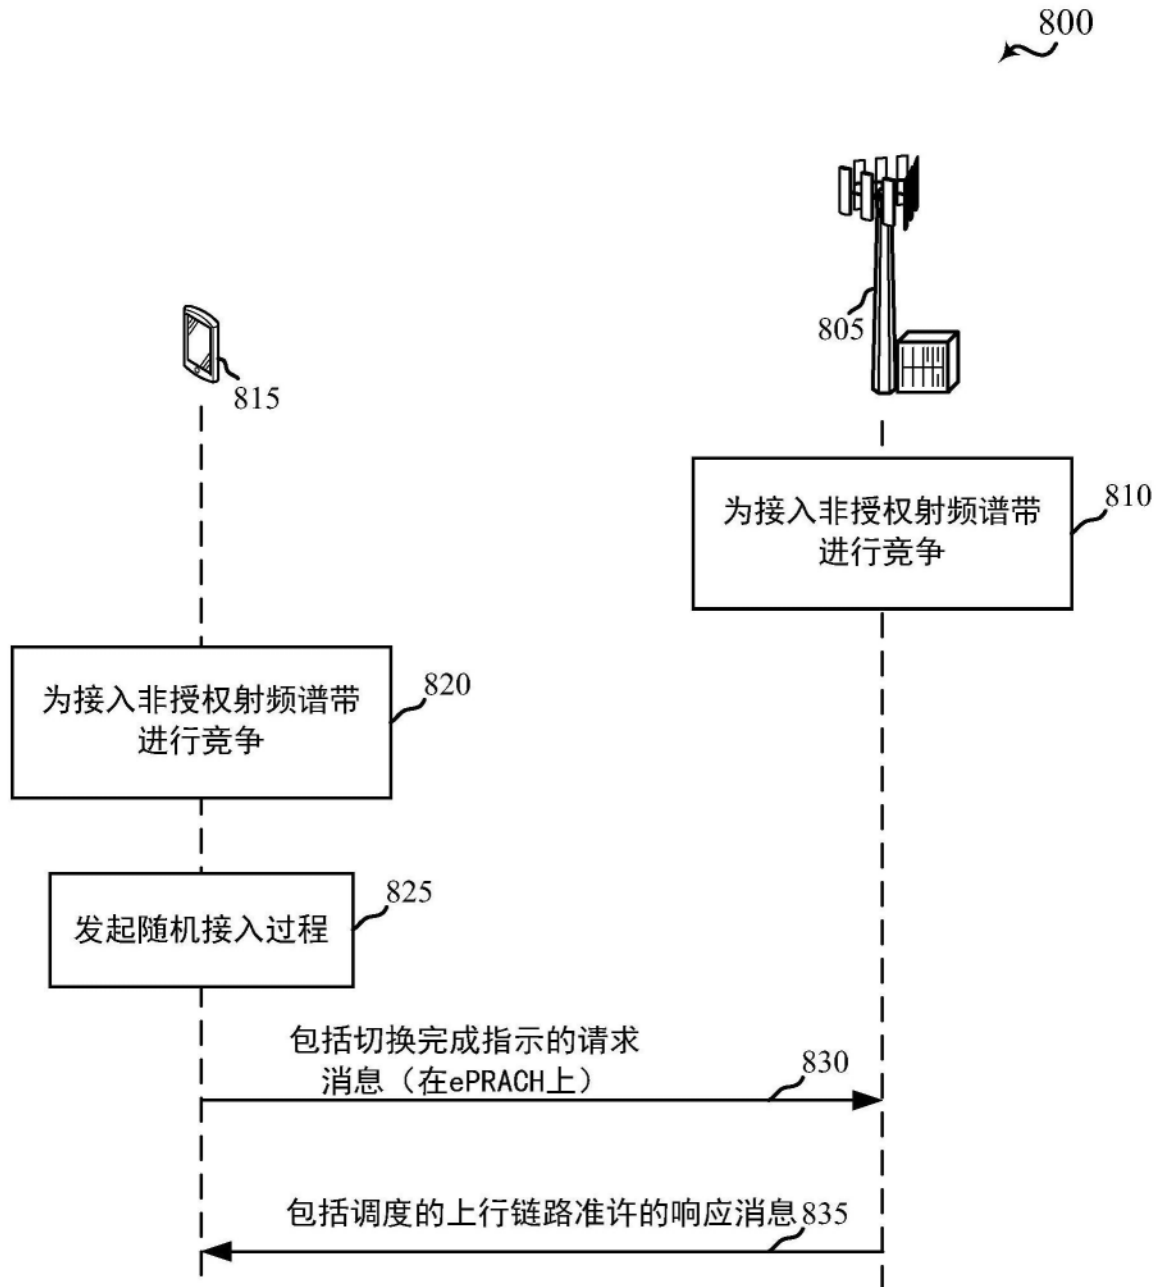 800
805
815
为接入非授权射频谱带
进行竞争
810
为接入非授权射频谱带
进行竞争
820
发起随机接入过程
825
包括切换完成指示的请求
消息（在ePRACH上）
830
包括调度的上行链路准许的响应消息
835